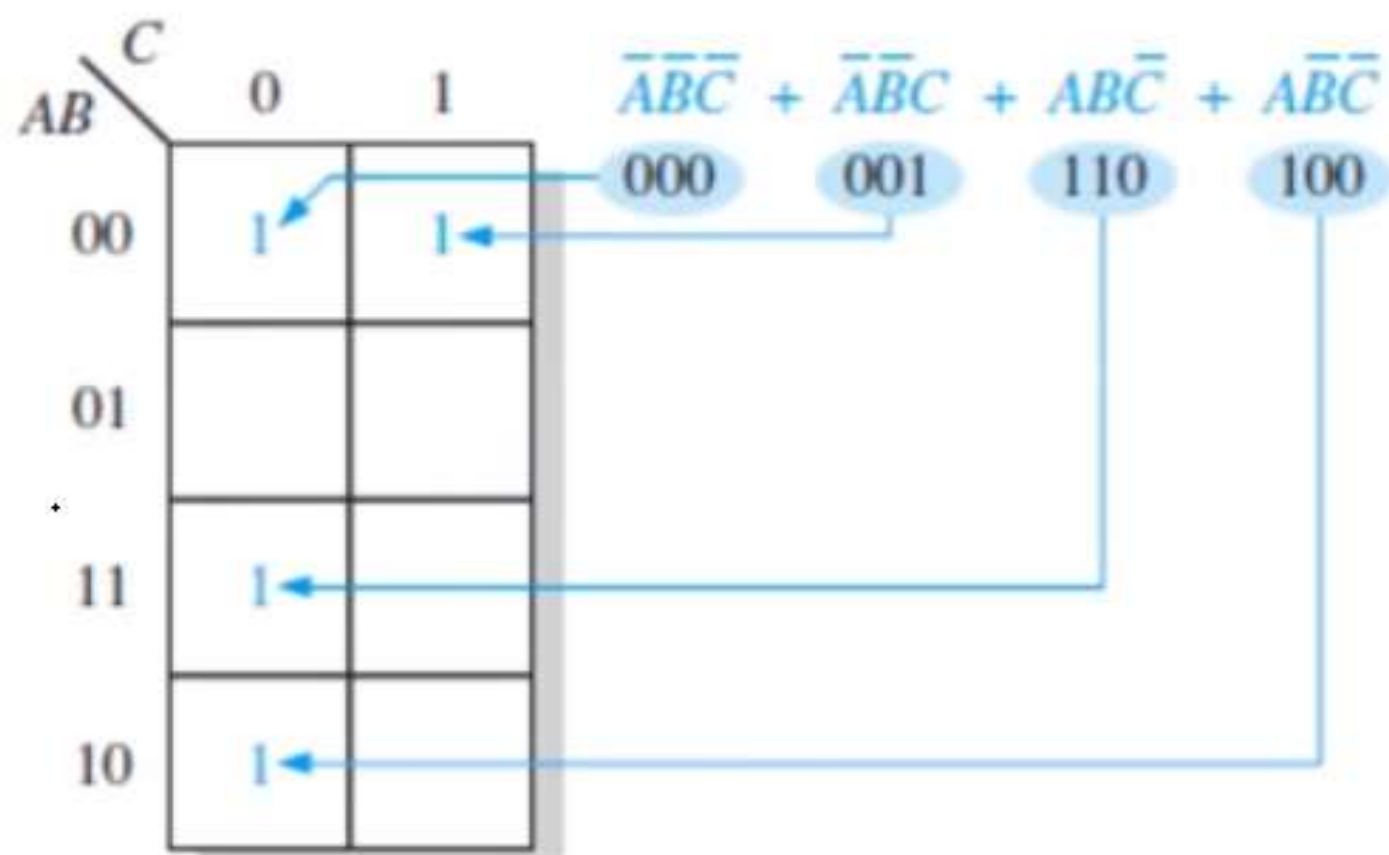 C
AB 0 1 A̅B̅C̅ + A̅B̅C + ABC̅ + AB̅C̅
000 001 110 100
00 1 1
01
11 1
10 1